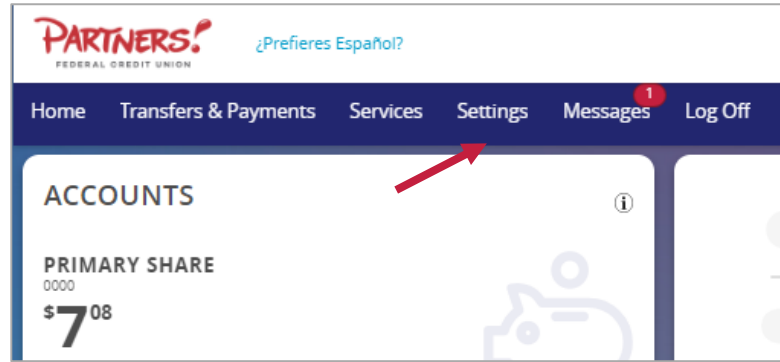 PARTNERS!
FEDERAL CREDIT UNION
¿Prefieres Español?
Home Transfers & Payments Services Settings Messages 1 Log Off
ACCOUNTS
i
PRIMARY SHARE
0000
$7 08